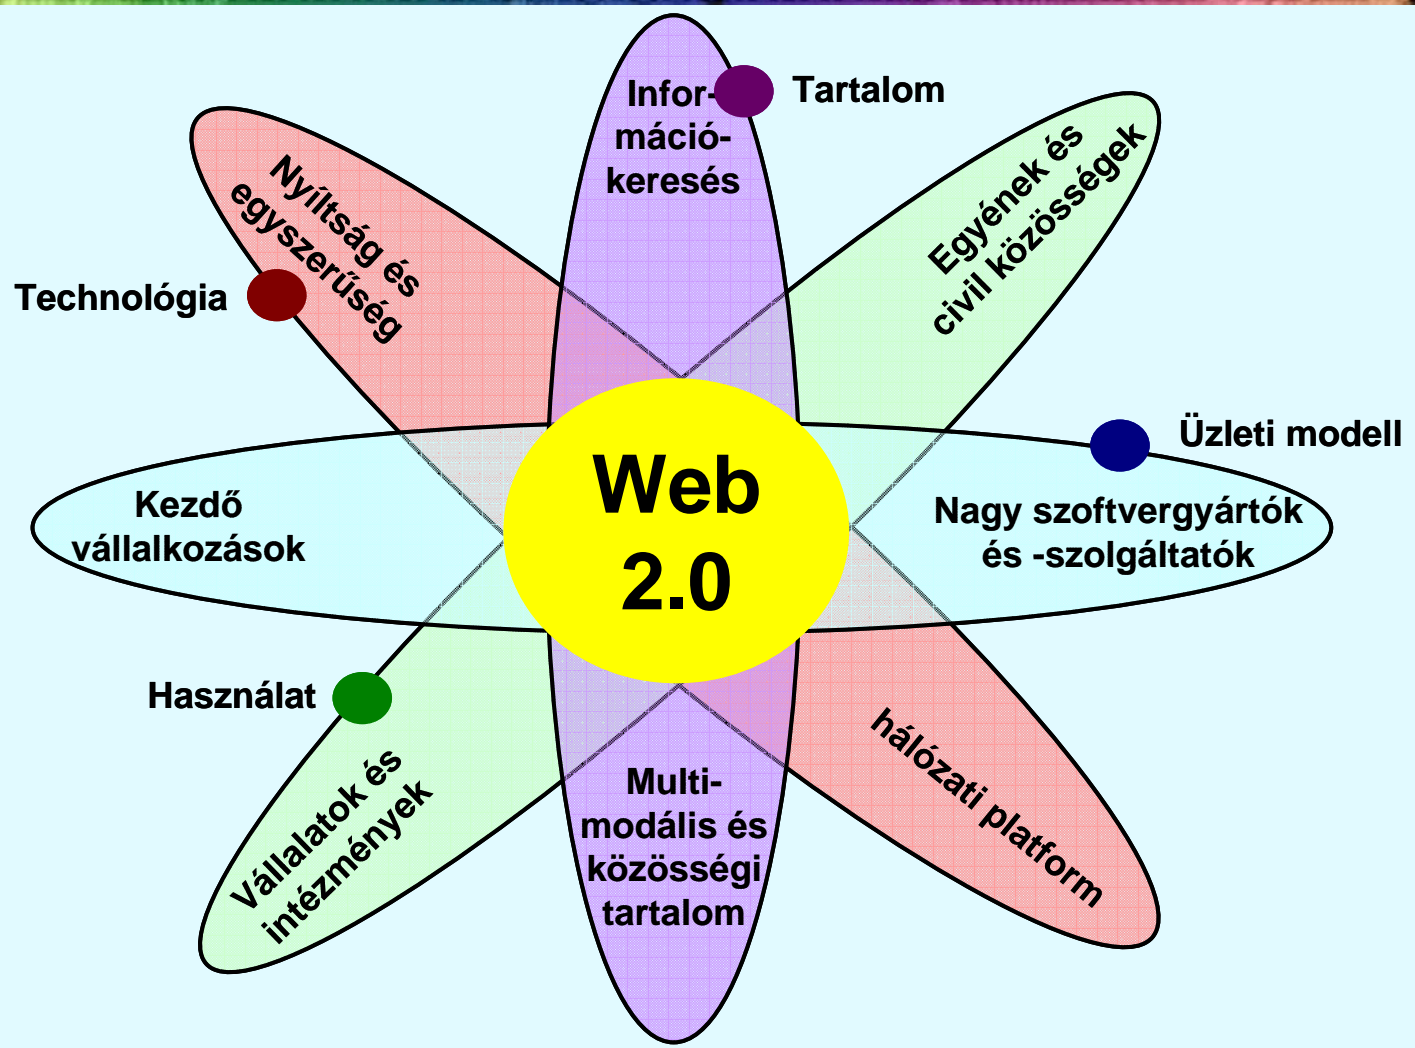 Infor-
máció-
keresés
Tartalom
Egyének és
civil közösségek
Nyíltság és
egyszerűség
Technológia
Üzleti modell
Kezdő
vállalkozások
Web
2.0
Nagy szoftvergyártók
és -szolgáltatók
Használat
Vállalatok és
intézmények
Multi-
modális és
közösségi
tartalom
hálózati platform